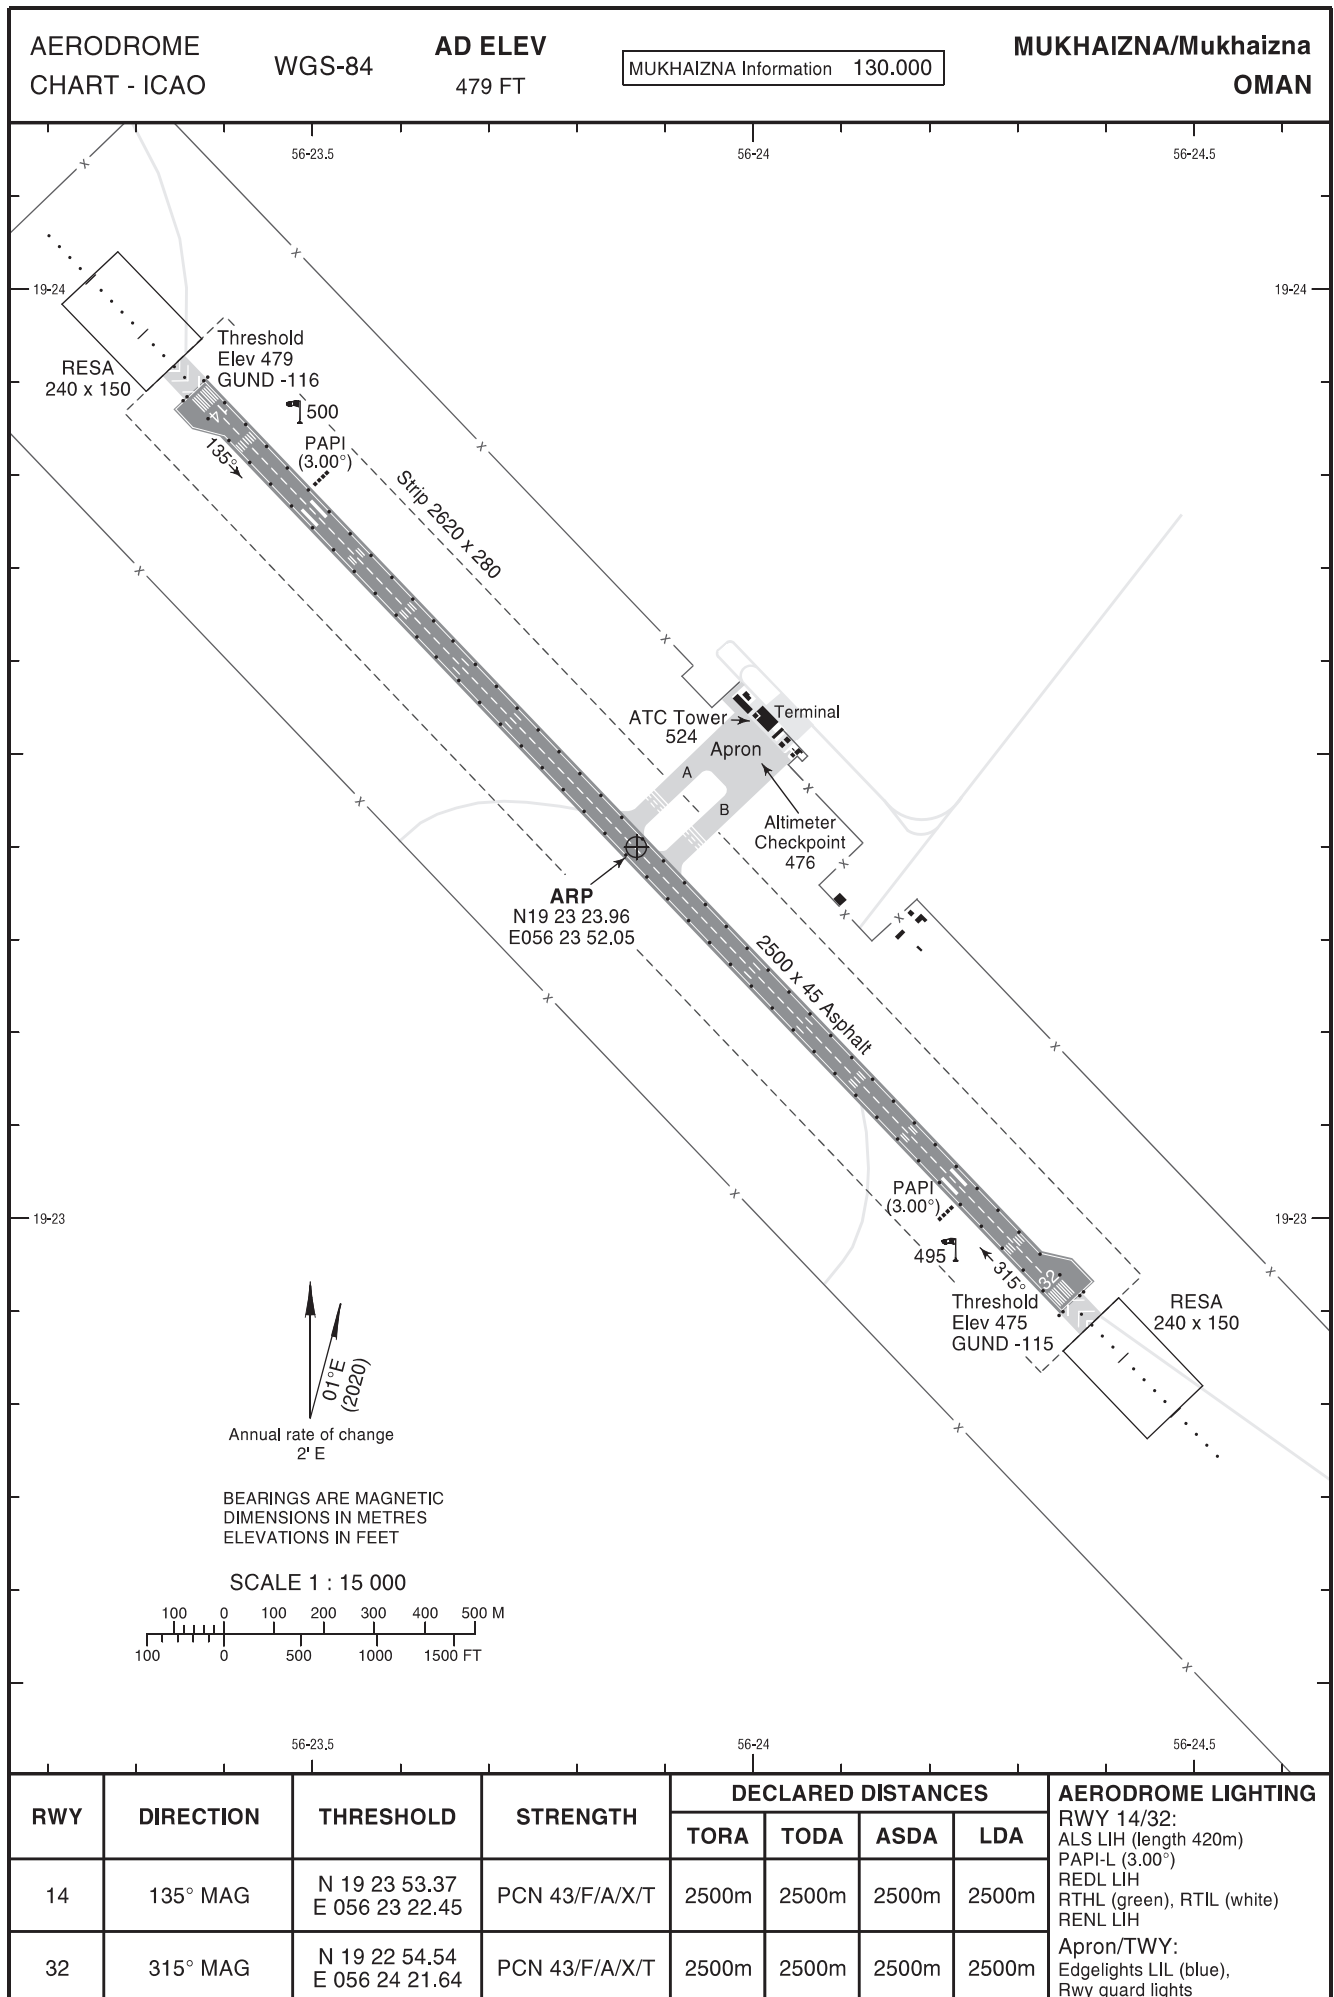 AERODROME
CHART - ICAO
WGS-84
AD ELEV
479 FT
MUKHAIZNA Information 130.000
MUKHAIZNA/Mukhaizna
OMAN
56-23.5
56-24
56-24.5
19-24
19-24
Threshold
Elev 479
GUND -116
RESA
240 x 150
500
14
135°
PAPI
(3.00°)
Strip 2620 x 280
ATC Tower
524
Terminal
Apron
A
B
Altimeter
Checkpoint
476
ARP
N19 23 23.96
E056 23 52.05
2500 x 45 Asphalt
PAPI
(3.00°)
19-23
19-23
495
315°
32
Threshold
Elev 475
GUND -115
RESA
240 x 150
01°E
(2020)
Annual rate of change
2' E
BEARINGS ARE MAGNETIC
DIMENSIONS IN METRES
ELEVATIONS IN FEET
SCALE 1 : 15 000
100 0 100 200 300 400 500 M
100 0 500 1000 1500 FT
56-23.5
56-24
56-24.5
RWY DIRECTION THRESHOLD STRENGTH DECLARED DISTANCES
TORA TODA ASDA LDA
14 135° MAG N 19 23 53.37 PCN 43/F/A/X/T 2500m 2500m 2500m 2500m
E 056 23 22.45
32 315° MAG N 19 22 54.54 PCN 43/F/A/X/T 2500m 2500m 2500m 2500m
E 056 24 21.64
AERODROME LIGHTING
RWY 14/32:
ALS LIH (length 420m)
PAPI-L (3.00°)
REDL LIH
RTHL (green), RTIL (white)
RENL LIH
Apron/TWY:
Edgelights LIL (blue),
Rwy guard lights